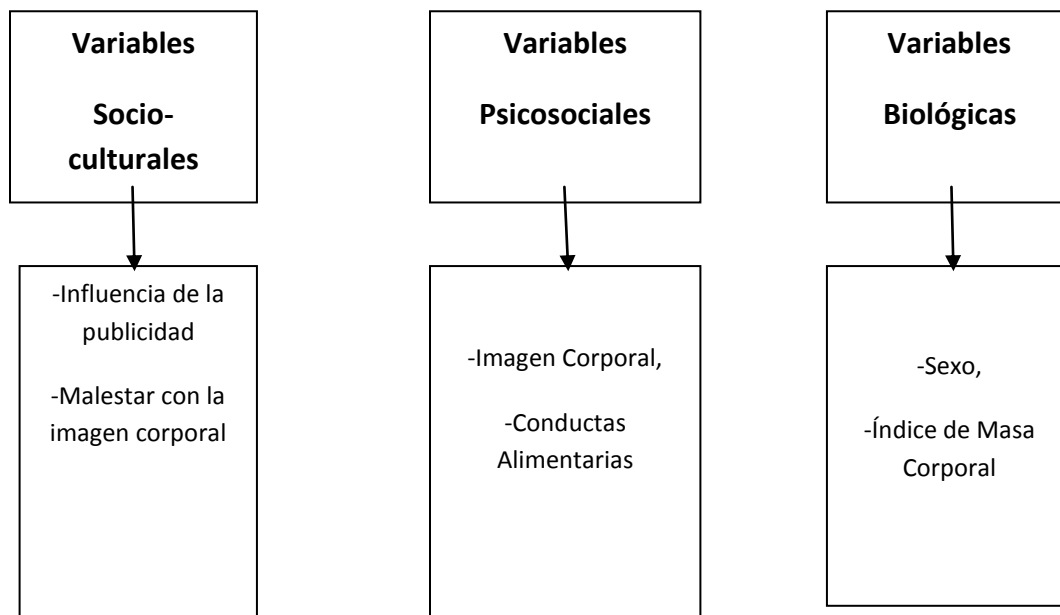 Variables
Socio-
culturales
-Influencia de la
publicidad
-Malestar con la
imagen corporal
Variables
Psicosociales
-Imagen Corporal,
-Conductas
Alimentarias
Variables
Biológicas
-Sexo,
-Índice de Masa
Corporal